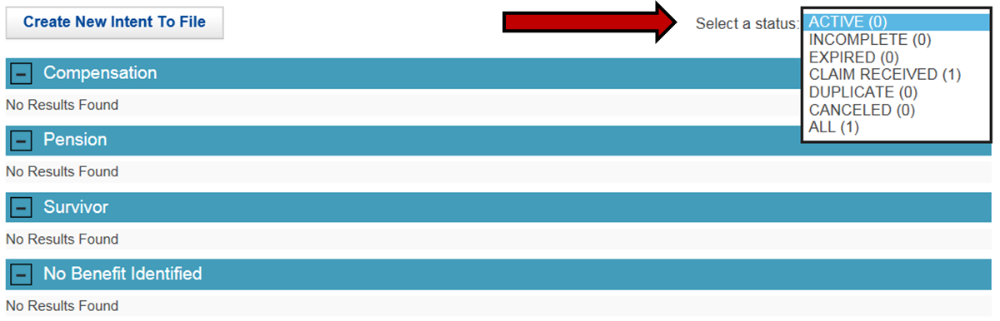 Create New Intent To File
Select a status:
ACTIVE (0)
INCOMPLETE (0)
EXPIRED (0)
CLAIM RECEIVED (1)
DUPLICATE (0)
CANCELED (0)
ALL (1)
Compensation
No Results Found
Pension
No Results Found
Survivor
No Results Found
No Benefit Identified
No Results Found